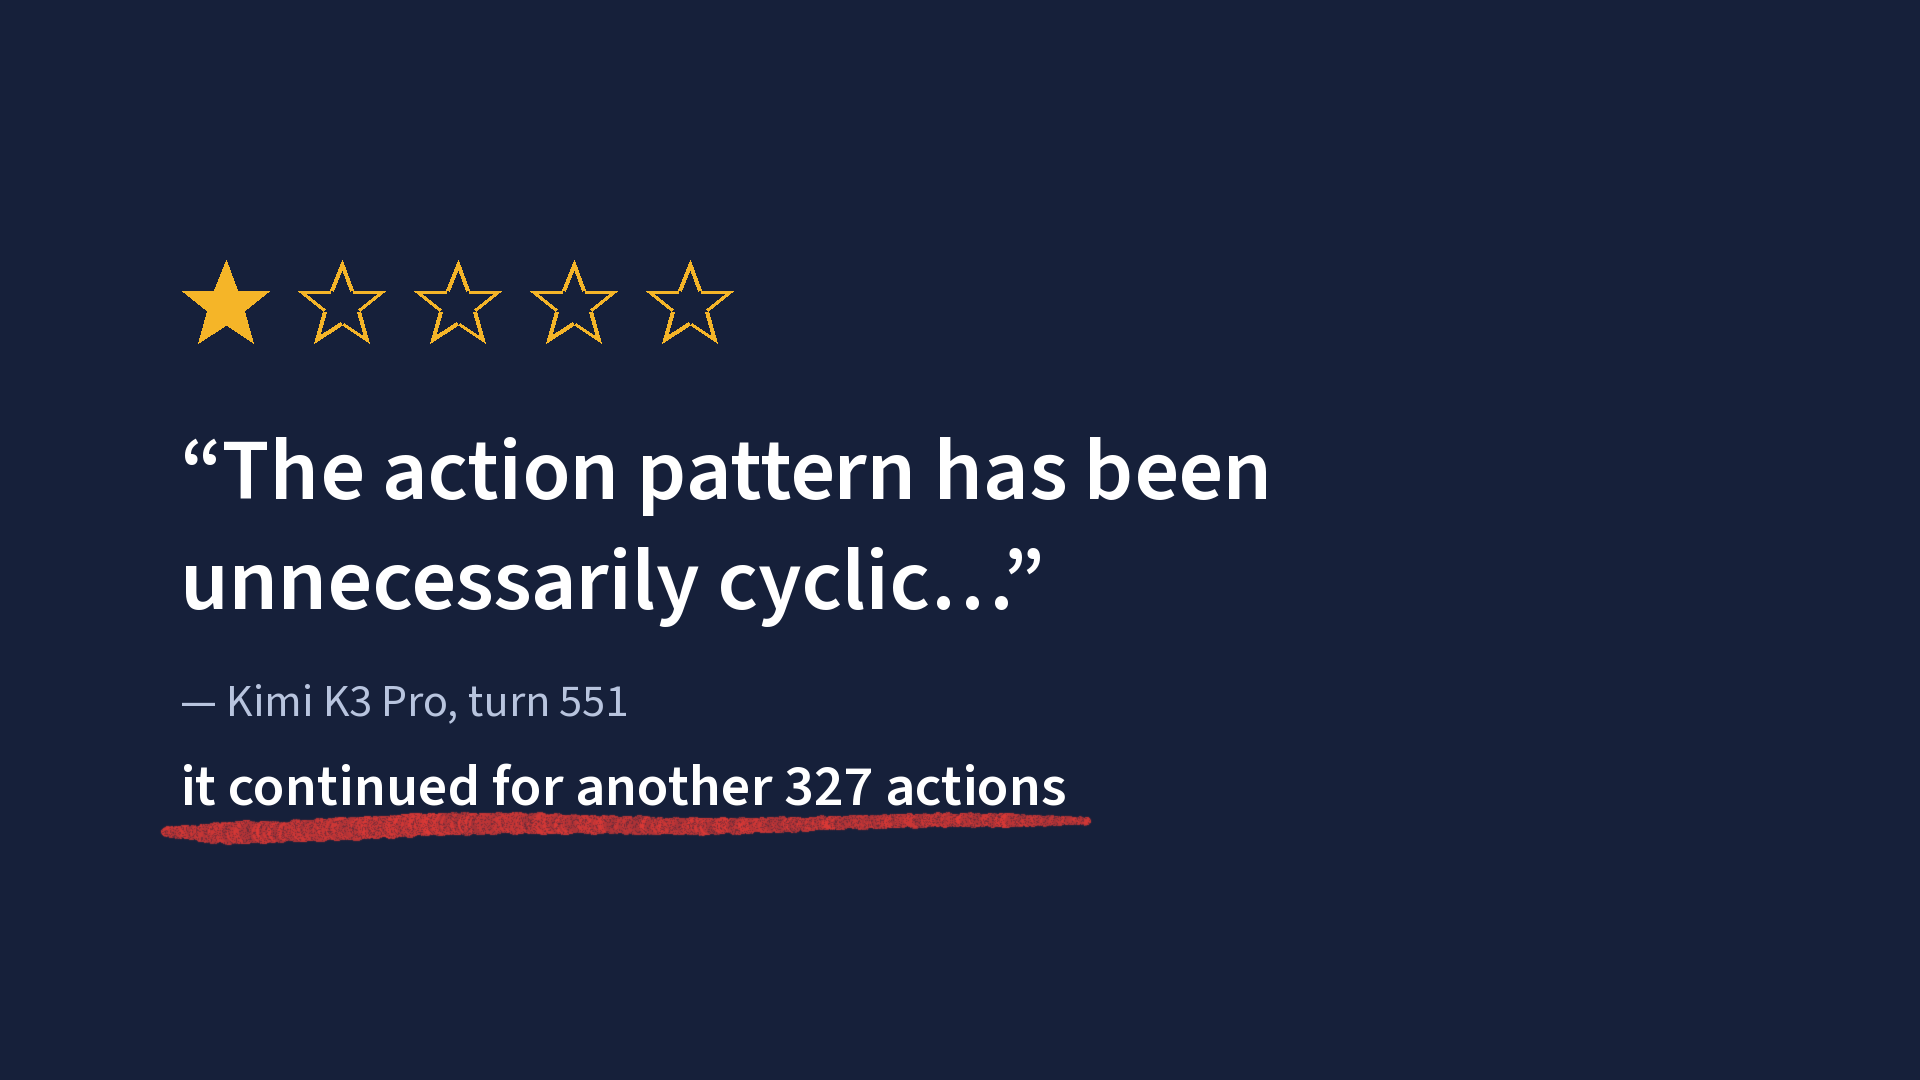 “The action pattern has been
unnecessarily cyclic…”
— Kimi K3 Pro, turn 551
it continued for another 327 actions